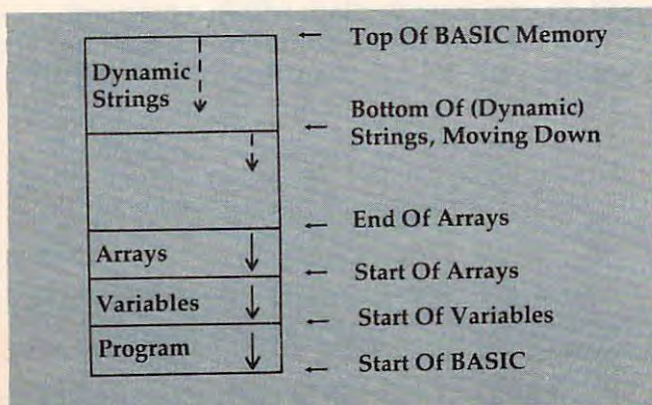 Top Of BASIC Memory
Dynamic
Strings
Bottom Of (Dynamic)
Strings, Moving Down
End Of Arrays
Arrays
Start Of Arrays
Variables
Start Of Variables
Program
Start Of BASIC